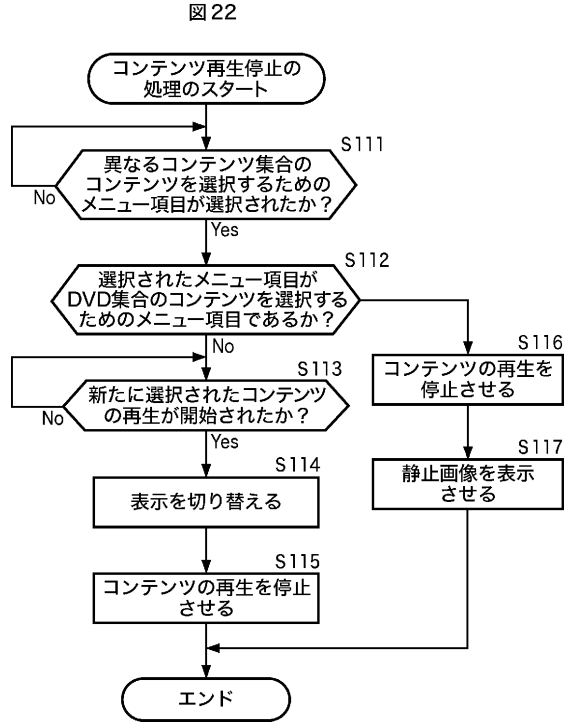 図22
コンテンツ再生停止の
処理のスタート
S111
異なるコンテンツ集合の
コンテンツを選択するための
メニュー項目が選択されたか？
No
Yes
S112
選択されたメニュー項目が
DVD集合のコンテンツを選択する
ためのメニュー項目であるか？
No
S116
コンテンツの再生を
停止させる
S113
新たに選択されたコンテンツ
の再生が開始されたか？
No
Yes
S117
静止画像を表示
させる
S114
表示を切り替える
S115
コンテンツの再生を停止
させる
エンド